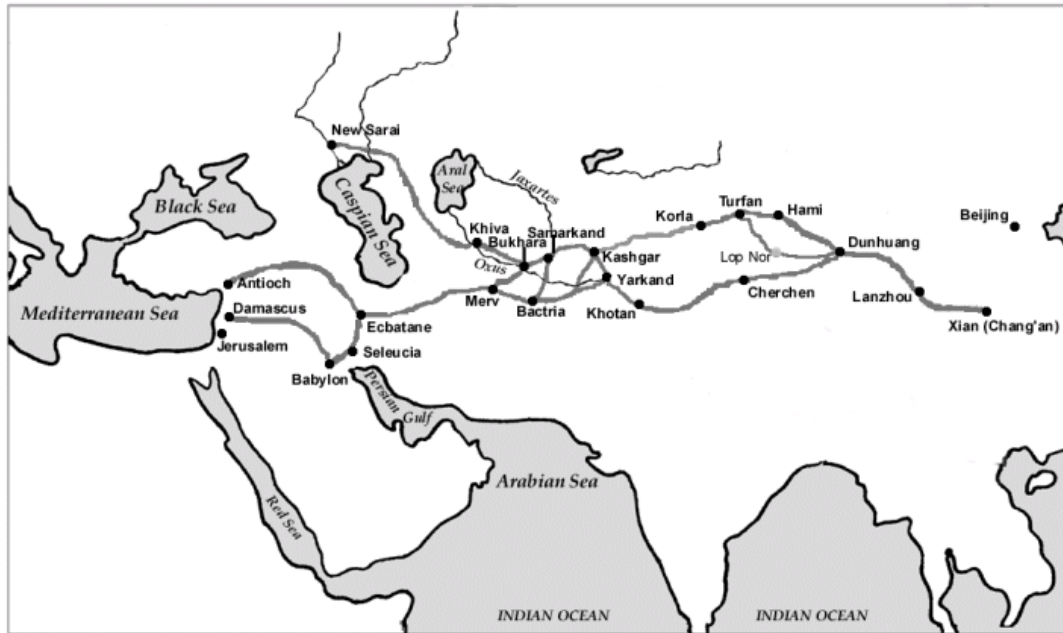 New Sarai
Aral
Sea
Jaxartes
Caspian Sea
Black Sea
Turfan
Hami
Korla
Beijing
Khiva
Bukhara
Samarkand
Oxus
Kashgar
Lop Nor
Dunhuang
Antioch
Yarkand
Merv
Bactria
Khotan
Cherchen
Lanzhou
Mediterranean Sea
Damascus
Ecbatane
Xian (Chang'an)
Jerusalem
Seleucia
Babylon
Persian
Gulf
Arabian Sea
Red Sea
INDIAN OCEAN
INDIAN OCEAN